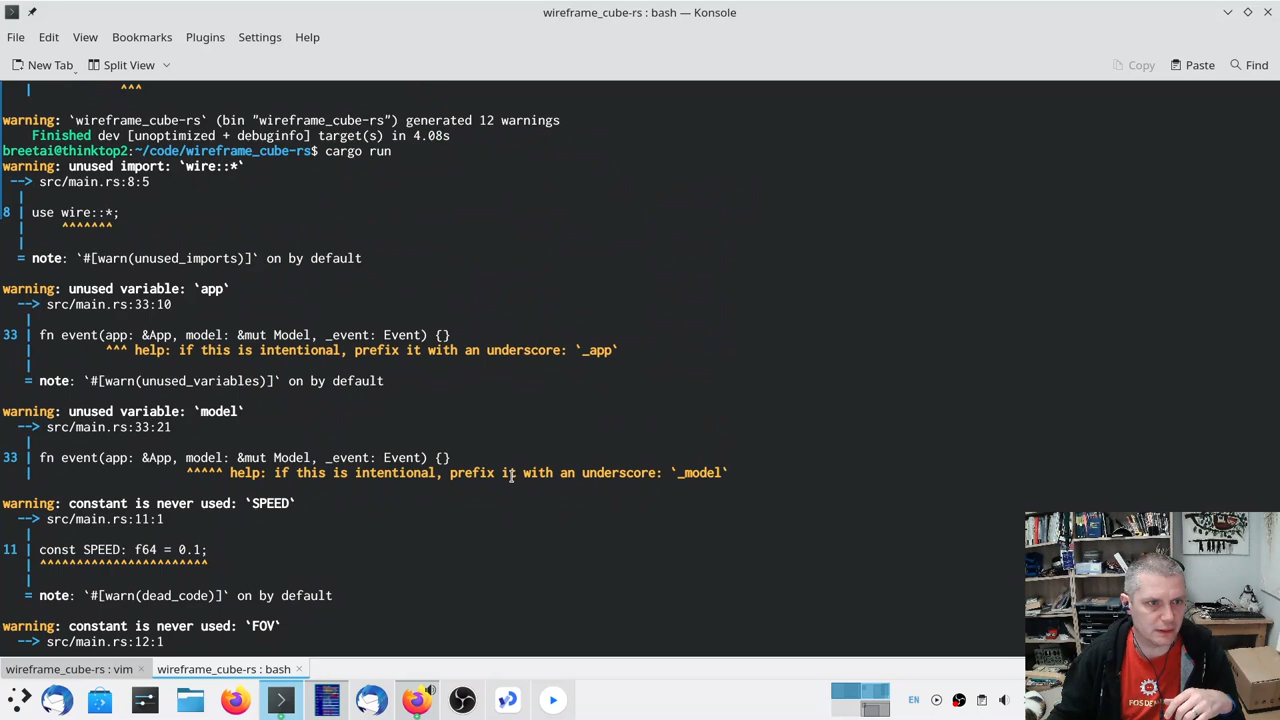 wireframe_cube-rs : bash — Konsole
File Edit View Bookmarks Plugins Settings Help
New Tab Split View Copy Paste Find
^^^
warning: `wireframe_cube-rs` (bin "wireframe_cube-rs") generated 12 warnings
Finished dev [unoptimized + debuginfo] target(s) in 4.08s
breetai@thinktop2:~/code/wireframe_cube-rs$ cargo run
warning: unused import: `wire::*`
--> src/main.rs:8:5
|
8 | use wire::*;
| ^^^^^^^
|
= note: `#[warn(unused_imports)]` on by default
warning: unused variable: `app`
--> src/main.rs:33:10
|
33 | fn event(app: &App, model: &mut Model, _event: Event) {}
| ^^^ help: if this is intentional, prefix it with an underscore: `_app`
|
= note: `#[warn(unused_variables)]` on by default
warning: unused variable: `model`
--> src/main.rs:33:21
|
33 | fn event(app: &App, model: &mut Model, _event: Event) {}
| ^^^^^ help: if this is intentional, prefix it with an underscore: `_model`
warning: constant is never used: `SPEED`
--> src/main.rs:11:1
|
11 | const SPEED: f64 = 0.1;
| ^^^^^^^^^^^^^^^^^^^^^^^
|
= note: `#[warn(dead_code)]` on by default
warning: constant is never used: `FOV`
--> src/main.rs:12:1
wireframe_cube-rs : vim wireframe_cube-rs : bash
EN